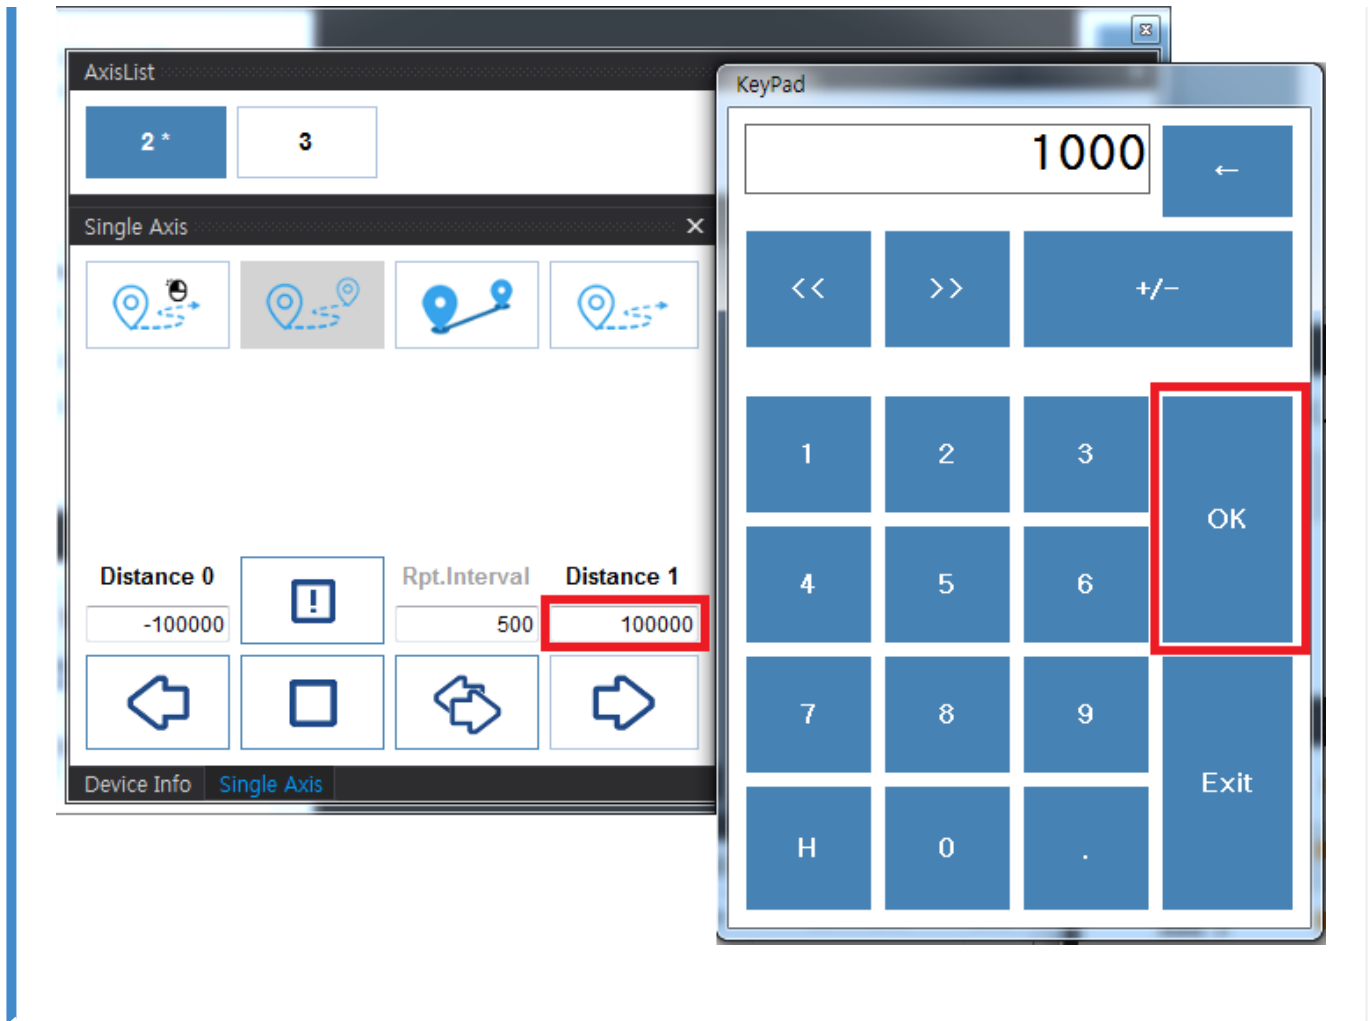 AxisList
2 *
3
Single Axis
Distance 0
Rpt.Interval
Distance 1
-100000
500
100000
Device Info
Single Axis
KeyPad
1000
←
<<
>>
+/-
1
2
3
OK
4
5
6
7
8
9
Exit
H
0
.